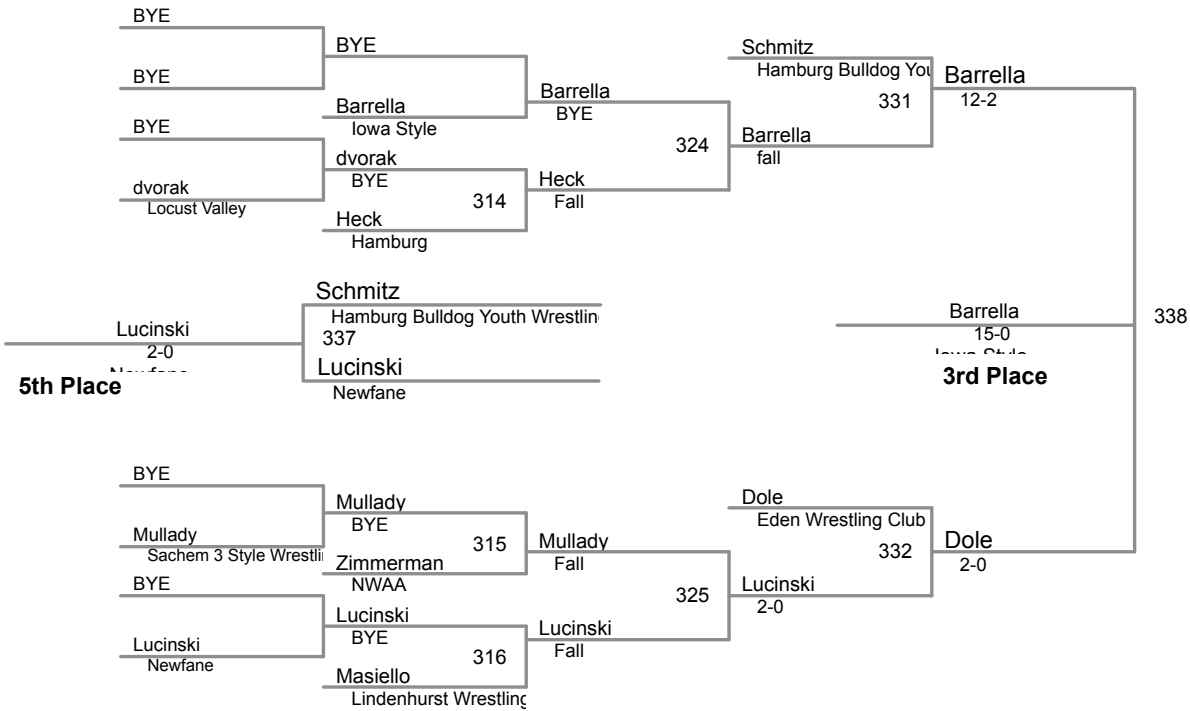 BYE
BYE
BYE
Barrella
Iowa Style
BYE
dvorak
Locust Valley
dvorak
BYE
314
Heck
Hamburg
Barrella
BYE
324
Heck
Fall
Schmitz
Hamburg Bulldog You
331
Barrella
fall
Barrella
12-2
Schmitz
Hamburg Bulldog Youth Wrestlin
337
Lucinski
Newfane
Lucinski
2-0
5th Place
Barrella
15-0
Iowa Style
3rd Place
338
BYE
Mullady
Sachem 3 Style Wrestli
Mullady
BYE
315
Zimmerman
NWAA
BYE
Lucinski
Newfane
Lucinski
BYE
316
Masiello
Lindenhurst Wrestling
Mullady
Fall
325
Lucinski
Fall
Dole
Eden Wrestling Club
332
Lucinski
2-0
Dole
2-0